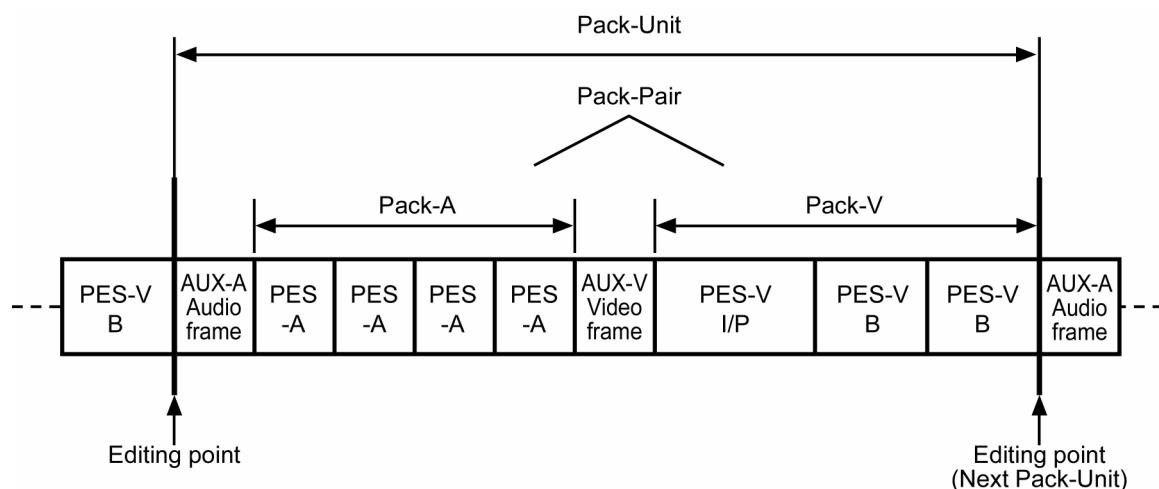 Pack-Unit
Pack-Pair
Pack-A
Pack-V
PES-V
B
AUX-A
Audio
frame
PES
-A
PES
-A
PES
-A
PES
-A
AUX-V
Video
frame
PES-V
I/P
PES-V
B
PES-V
B
AUX-A
Audio
frame
Editing point
Editing point
(Next Pack-Unit)